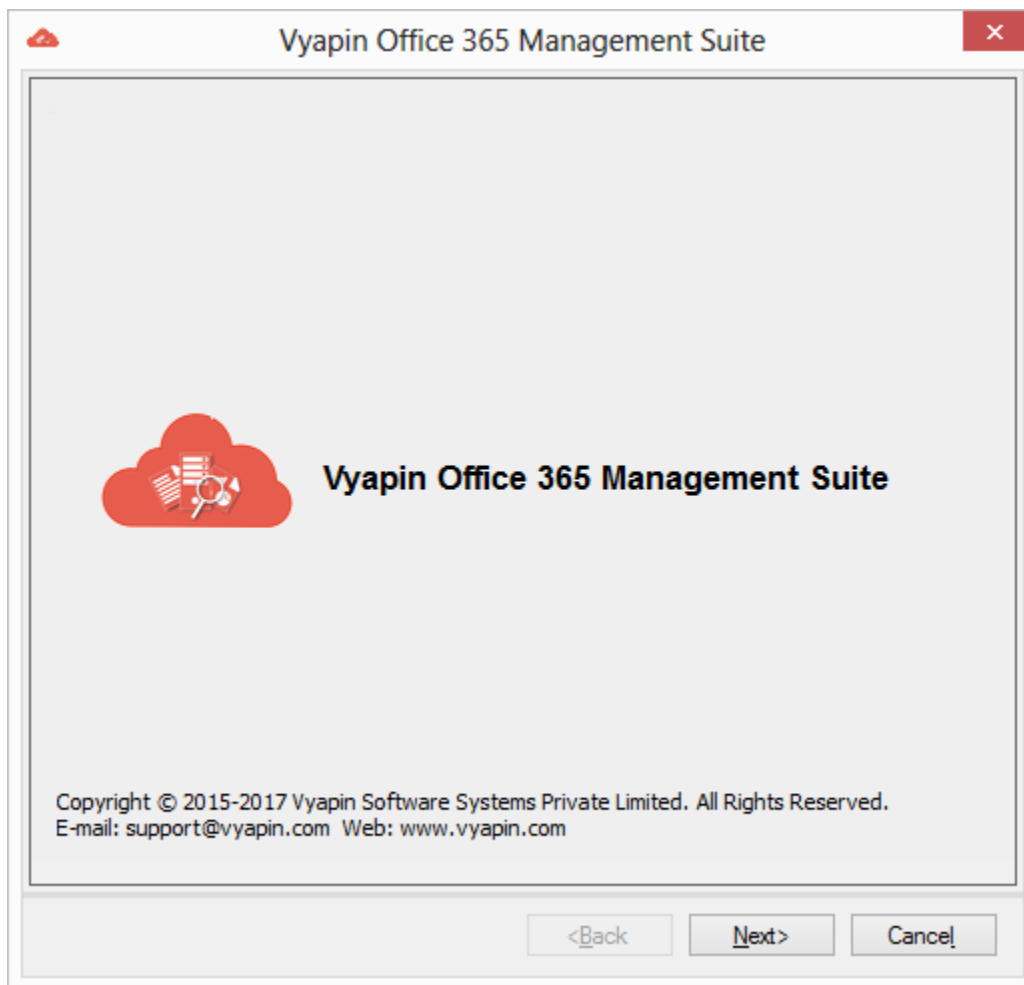 Vyapin Office 365 Management Suite
Vyapin Office 365 Management Suite
Copyright © 2015-2017 Vyapin Software Systems Private Limited. All Rights Reserved.
E-mail: support@vyapin.com Web: www.vyapin.com
<Back Next> Cancel